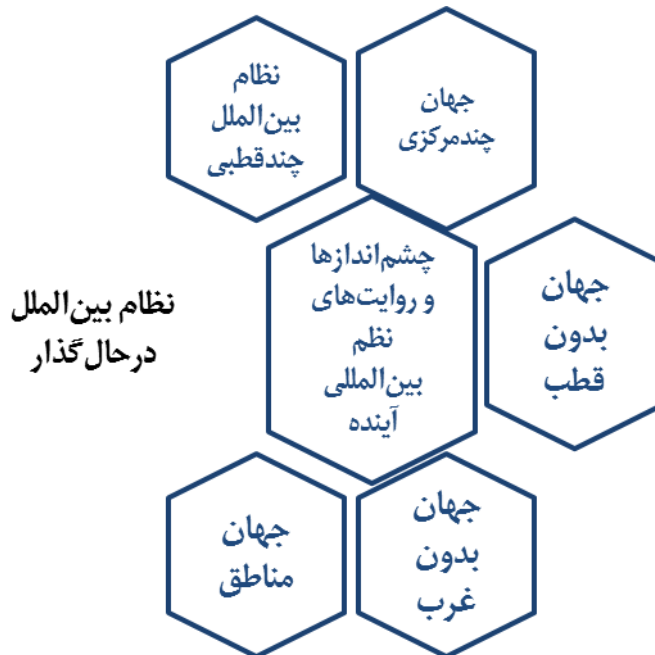 جهان
چندمرکزی
نظام
بین‌الملل
چندقطبی
چشم‌اندازها
و روایت‌های
نظم
بین‌المللی
آینده
جهان
بدون
قطب
نظام بین‌الملل
درحال‌گذار
جهان
بدون
غرب
جهان
مناطق